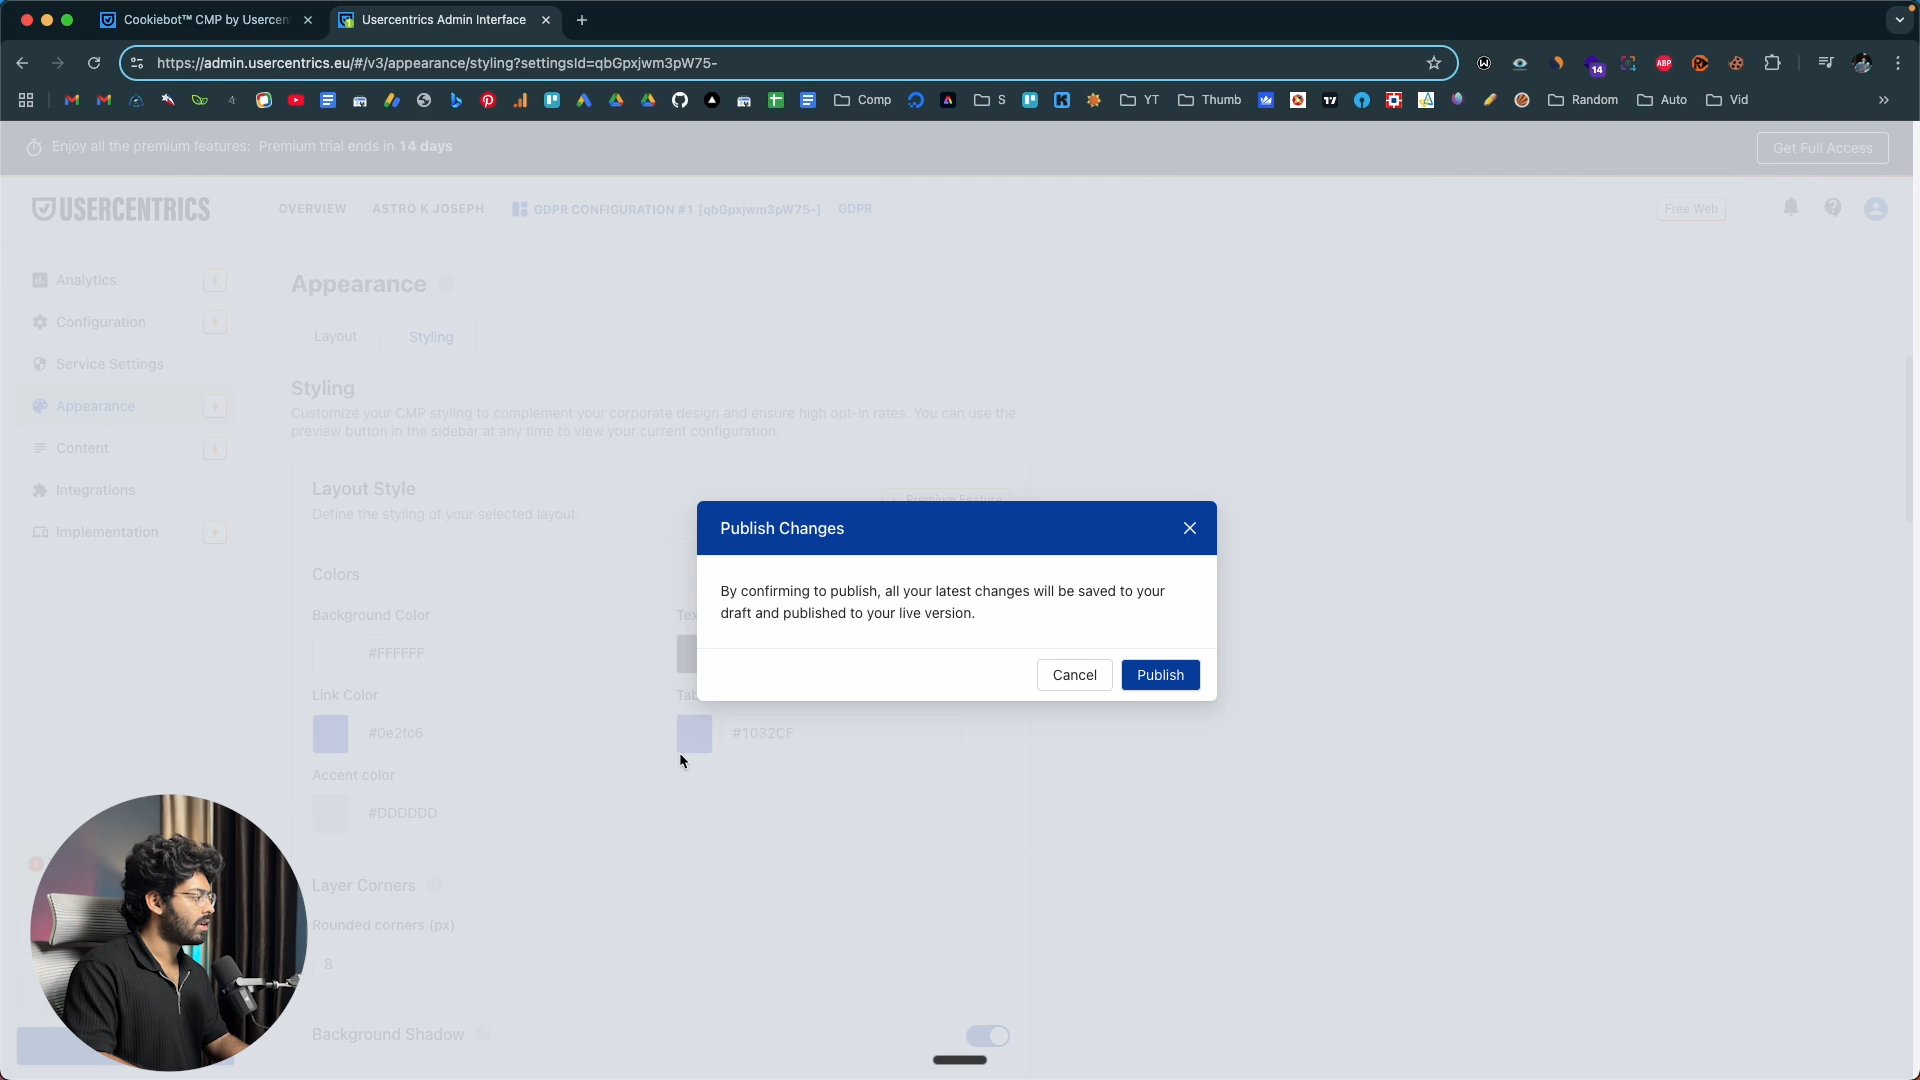 Cookiebot™ CMP by Usercen
Usercentrics Admin Interface
https://admin.usercentrics.eu/#/v3/appearance/styling?settingsId=qbGpxjwm3pW75-
14
ABP
Comp
S
YT
Thumb
Random
Auto
Vid
Enjoy all the premium features: Premium trial ends in 14 days
Get Full Access
USERCENTRICS
OVERVIEW
ASTRO K JOSEPH
GDPR CONFIGURATION #1 [qbGpxjwm3pW75-]
GDPR
Free Web
Analytics
Configuration
Service Settings
Appearance
Content
Integrations
Implementation
Appearance
Layout
Styling
Styling
Customize your CMP styling to complement your corporate design and ensure high opt-in rates. You can use the
preview button in the sidebar at any time to view your current configuration.
Layout Style
Premium Feature
Define the styling of your selected layout.
Colors
Background Color
Tex
#FFFFFF
Link Color
Tab
#0e2fc6
#1032CF
Accent color
#DDDDDD
Layer Corners
Rounded corners (px)
8
Background Shadow
Publish Changes
By confirming to publish, all your latest changes will be saved to your
draft and published to your live version.
Cancel
Publish